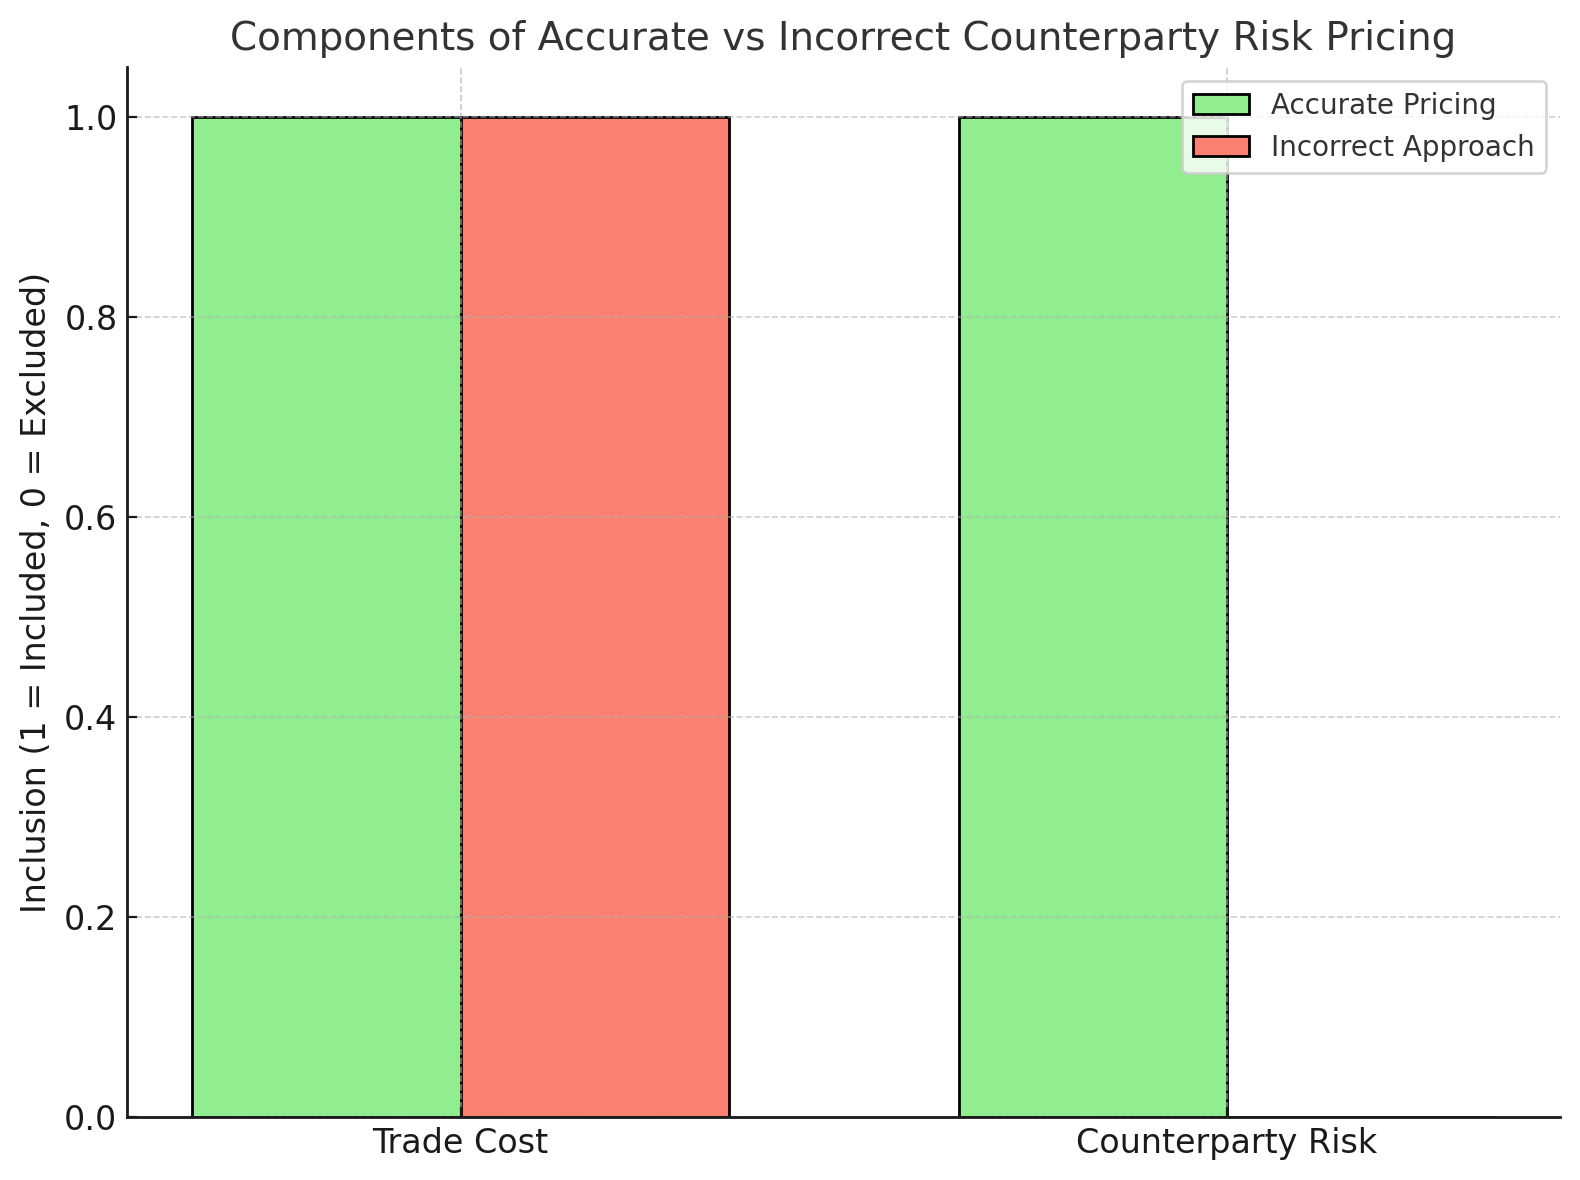 Components of Accurate vs Incorrect Counterparty Risk Pricing
Accurate Pricing
Incorrect Approach
Inclusion (1 = Included, 0 = Excluded)
1.0
0.8
0.6
0.4
0.2
0.0
Trade Cost
Counterparty Risk